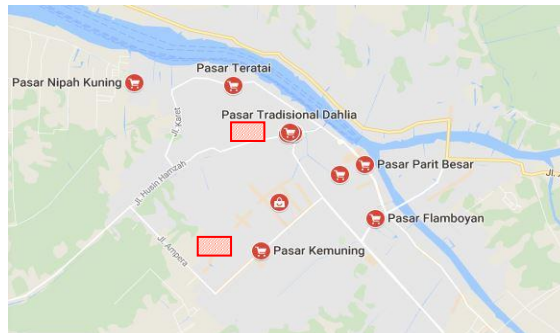 Pasar Teratai
Pasar Nipah Kuning
Pasar Tradisional Dahlia
Jl. Karet
Pasar Parit Besar
Jl. Husin Hamzah
Pasar Flamboyan
Jl. Ampera
Pasar Kemuning